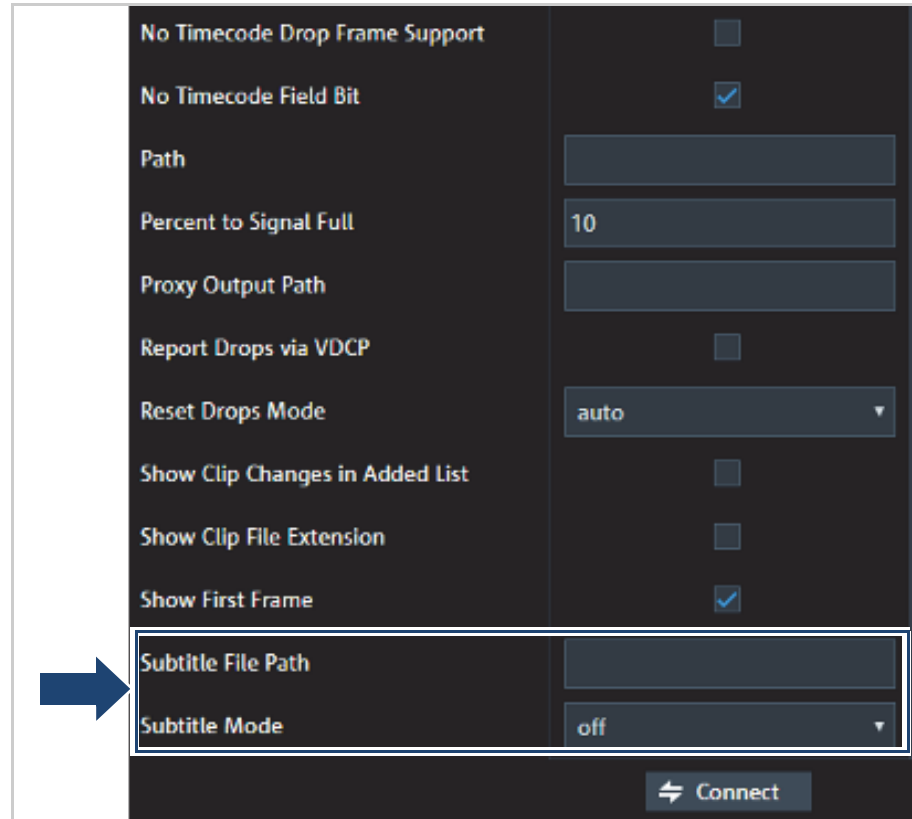 No Timecode Drop Frame Support
No Timecode Field Bit
Path
Percent to Signal Full 10
Proxy Output Path
Report Drops via VDCP
Reset Drops Mode auto
Show Clip Changes in Added List
Show Clip File Extension
Show First Frame
Subtitle File Path
Subtitle Mode off
Connect